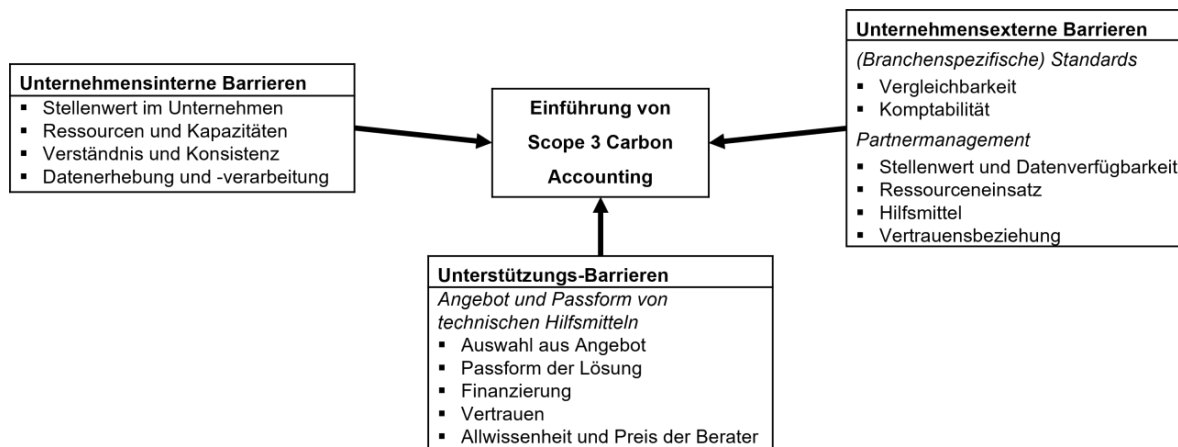 Unternehmensinterne Barrieren
▪ Stellenwert im Unternehmen
▪ Ressourcen und Kapazitäten
▪ Verständnis und Konsistenz
▪ Datenerhebung und -verarbeitung
Einführung von
Scope 3 Carbon
Accounting
Unternehmensexterne Barrieren
(Branchenspezifische) Standards
▪ Vergleichbarkeit
▪ Komptabilität
Partnermanagement
▪ Stellenwert und Datenverfügbarkeit
▪ Ressourceneinsatz
▪ Hilfsmittel
▪ Vertrauensbeziehung
Unterstützungs-Barrieren
Angebot und Passform von
technischen Hilfsmitteln
▪ Auswahl aus Angebot
▪ Passform der Lösung
▪ Finanzierung
▪ Vertrauen
▪ Allwissenheit und Preis der Berater